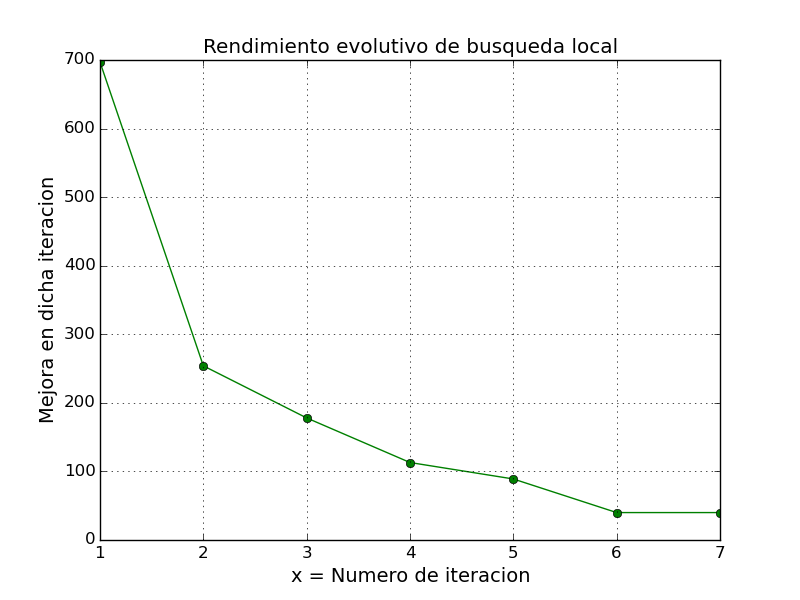 Rendimiento evolutivo de busqueda local
700
600
500
400
300
200
100
0
Mejora en dicha iteracion
1 2 3 4 5 6 7
x = Numero de iteracion